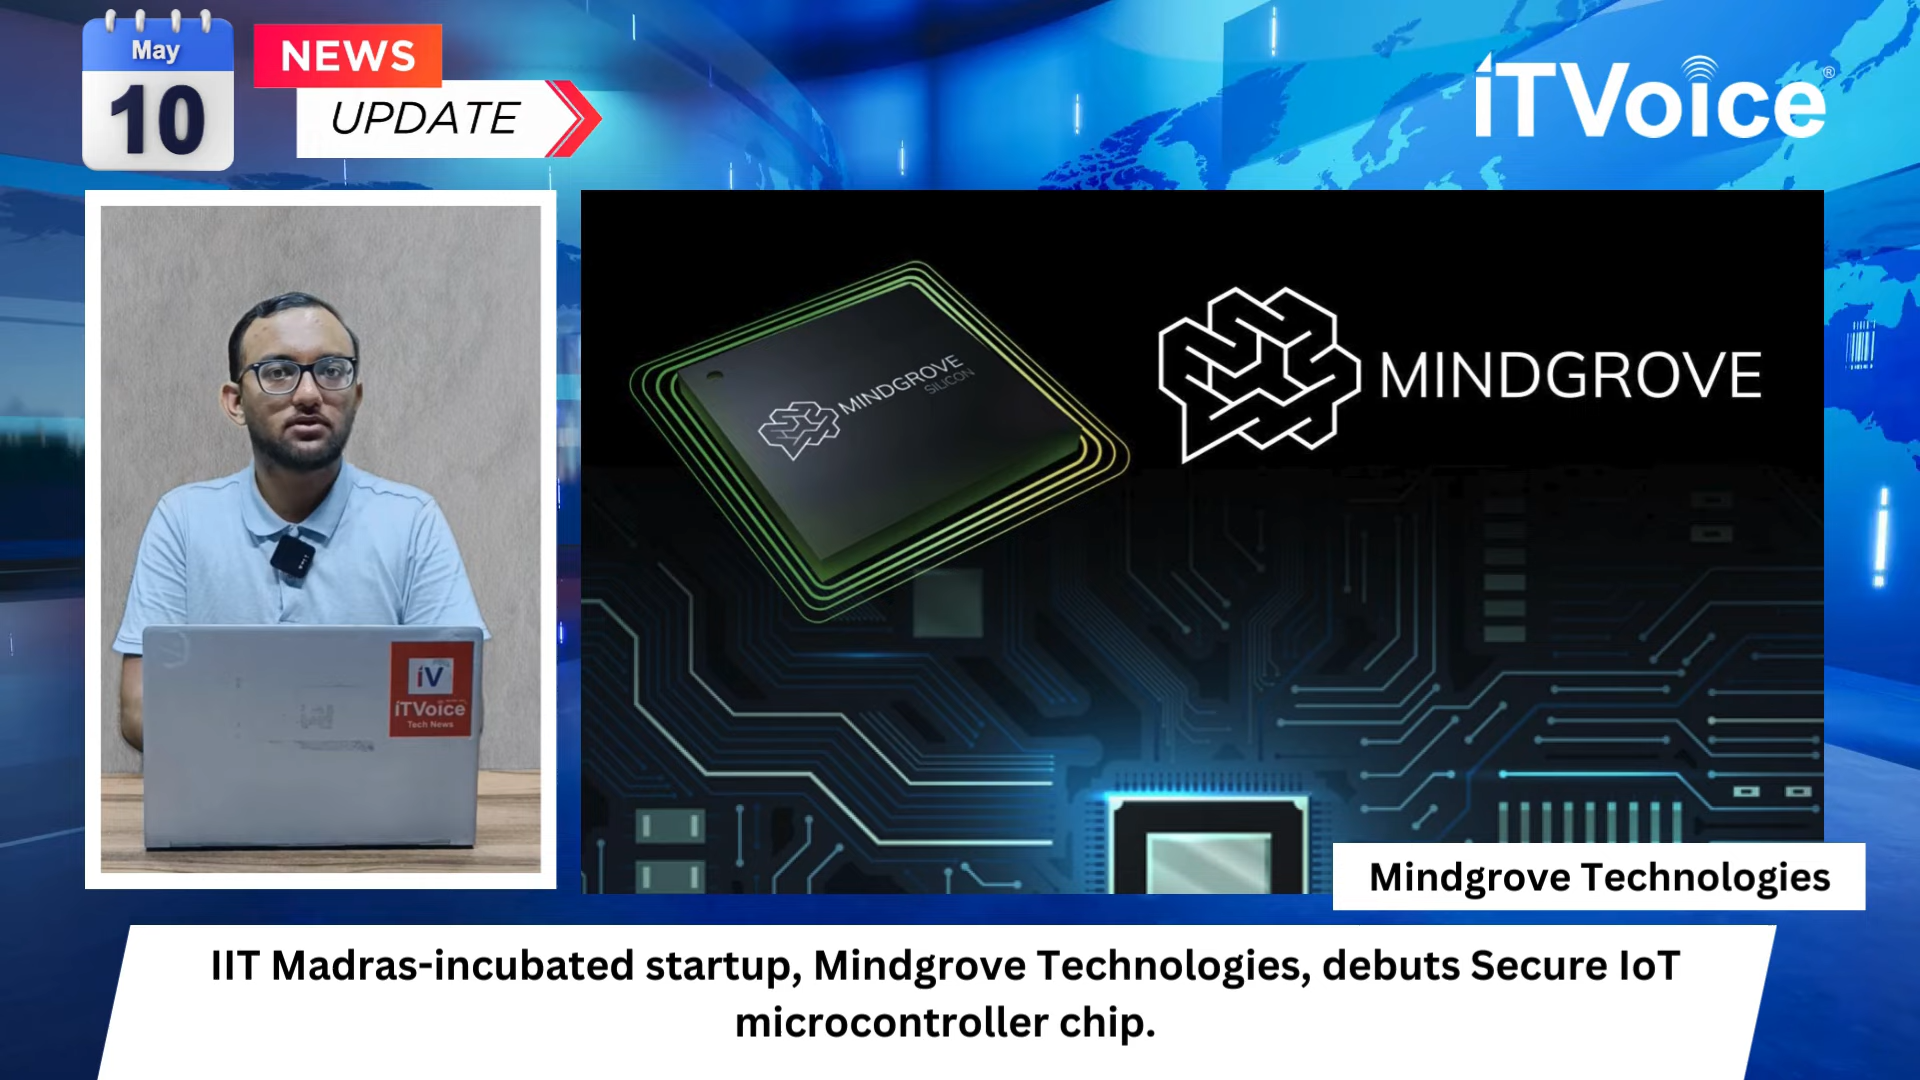 May
10
NEWS
UPDATE
iTVoice®
MINDGROVE
SILICON
MINDGROVE
iV
iTVoice
Tech News
Mindgrove Technologies
IIT Madras-incubated startup, Mindgrove Technologies, debuts Secure IoT
microcontroller chip.